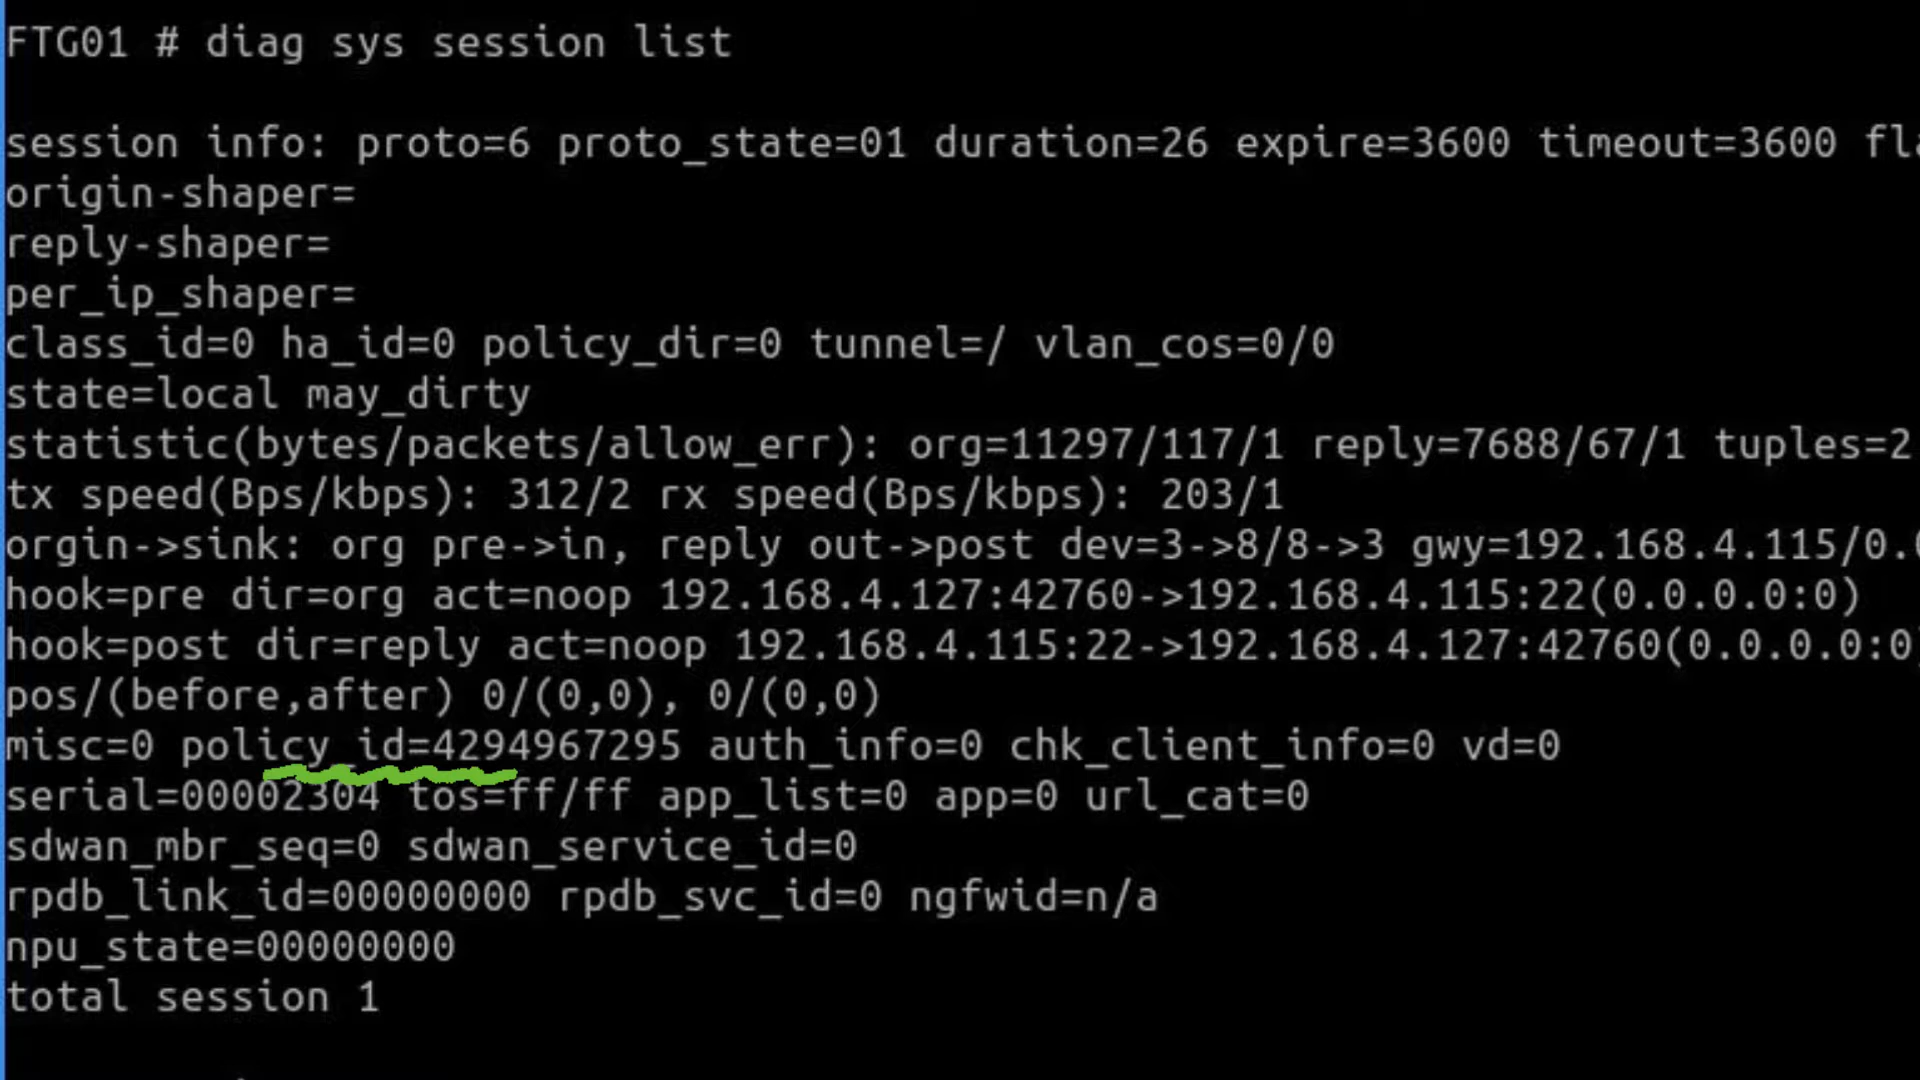 FTG01 # diag sys session list
session info: proto=6 proto_state=01 duration=26 expire=3600 timeout=3600
origin-shaper=
reply-shaper=
per_ip_shaper=
class_id=0 ha_id=0 policy_dir=0 tunnel=/ vlan_cos=0/0
state=local may_dirty
statistic(bytes/packets/allow_err): org=11297/117/1 reply=7688/67/1 tuples=2
tx speed(Bps/kbps): 312/2 rx speed(Bps/kbps): 203/1
orgin->sink: org pre->in, reply out->post dev=3->8/8->3 gwy=192.168.4.115/0.
hook=pre dir=org act=noop 192.168.4.127:42760->192.168.4.115:22(0.0.0.0:0)
hook=post dir=reply act=noop 192.168.4.115:22->192.168.4.127:42760(0.0.0.0:0
pos/(before,after) 0/(0,0), 0/(0,0)
misc=0 policy_id=4294967295 auth_info=0 chk_client_info=0 vd=0
serial=00002304 tos=ff/ff app_list=0 app=0 url_cat=0
sdwan_mbr_seq=0 sdwan_service_id=0
rpdb_link_id=00000000 rpdb_svc_id=0 ngfwid=n/a
npu_state=00000000
total session 1